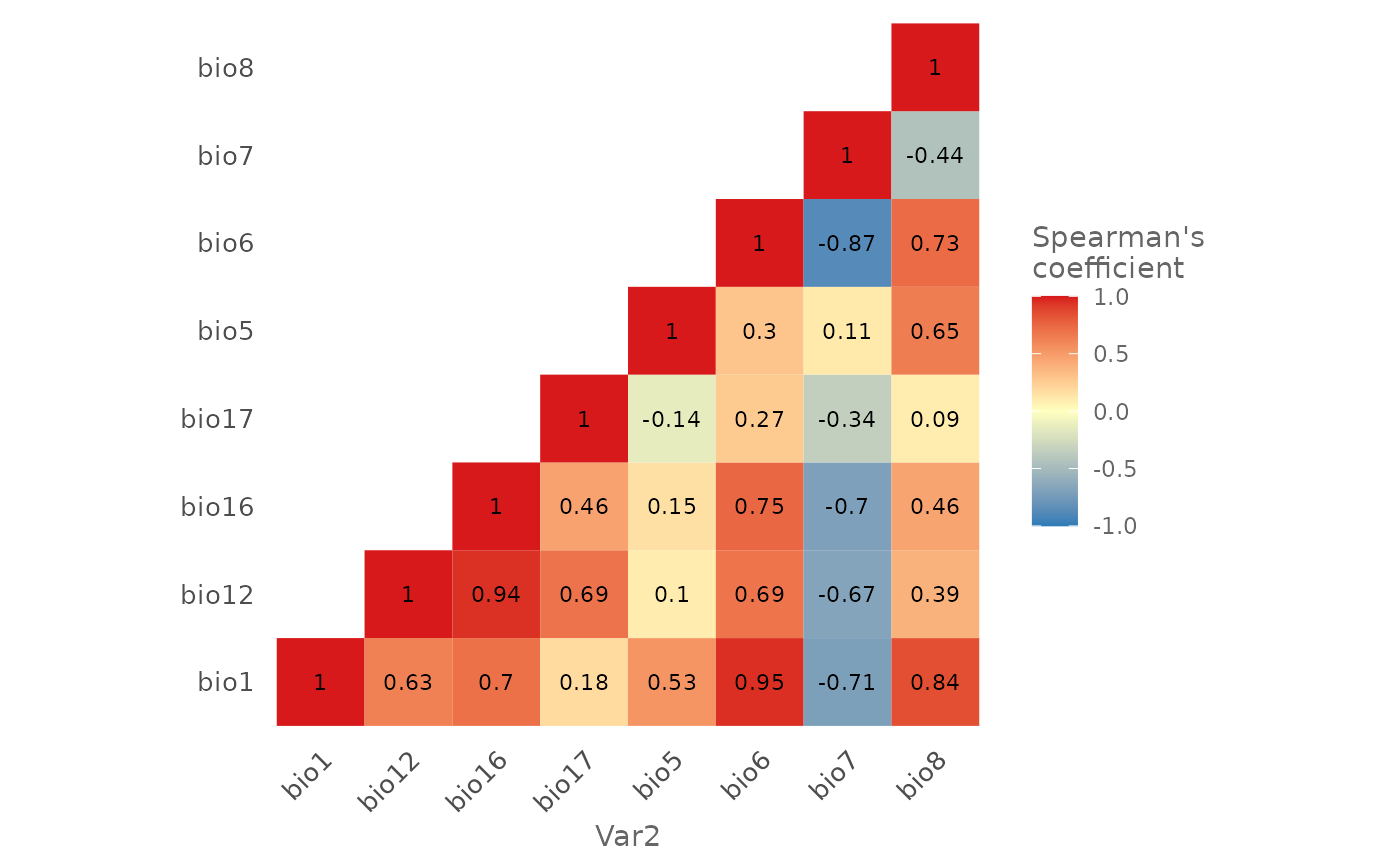 bio8 1
bio7 1 -0.44
bio6 1 -0.87 0.73
bio5 1 0.3 0.11 0.65
bio17 1 -0.14 0.27 -0.34 0.09
bio16 1 0.46 0.15 0.75 -0.7 0.46
bio12 1 0.94 0.69 0.1 0.69 -0.67 0.39
bio1 1 0.63 0.7 0.18 0.53 0.95 -0.71 0.84
bio1 bio12 bio16 bio17 bio5 bio6 bio7 bio8
Var2
Spearman's
coefficient
1.0
0.5
0.0
-0.5
-1.0